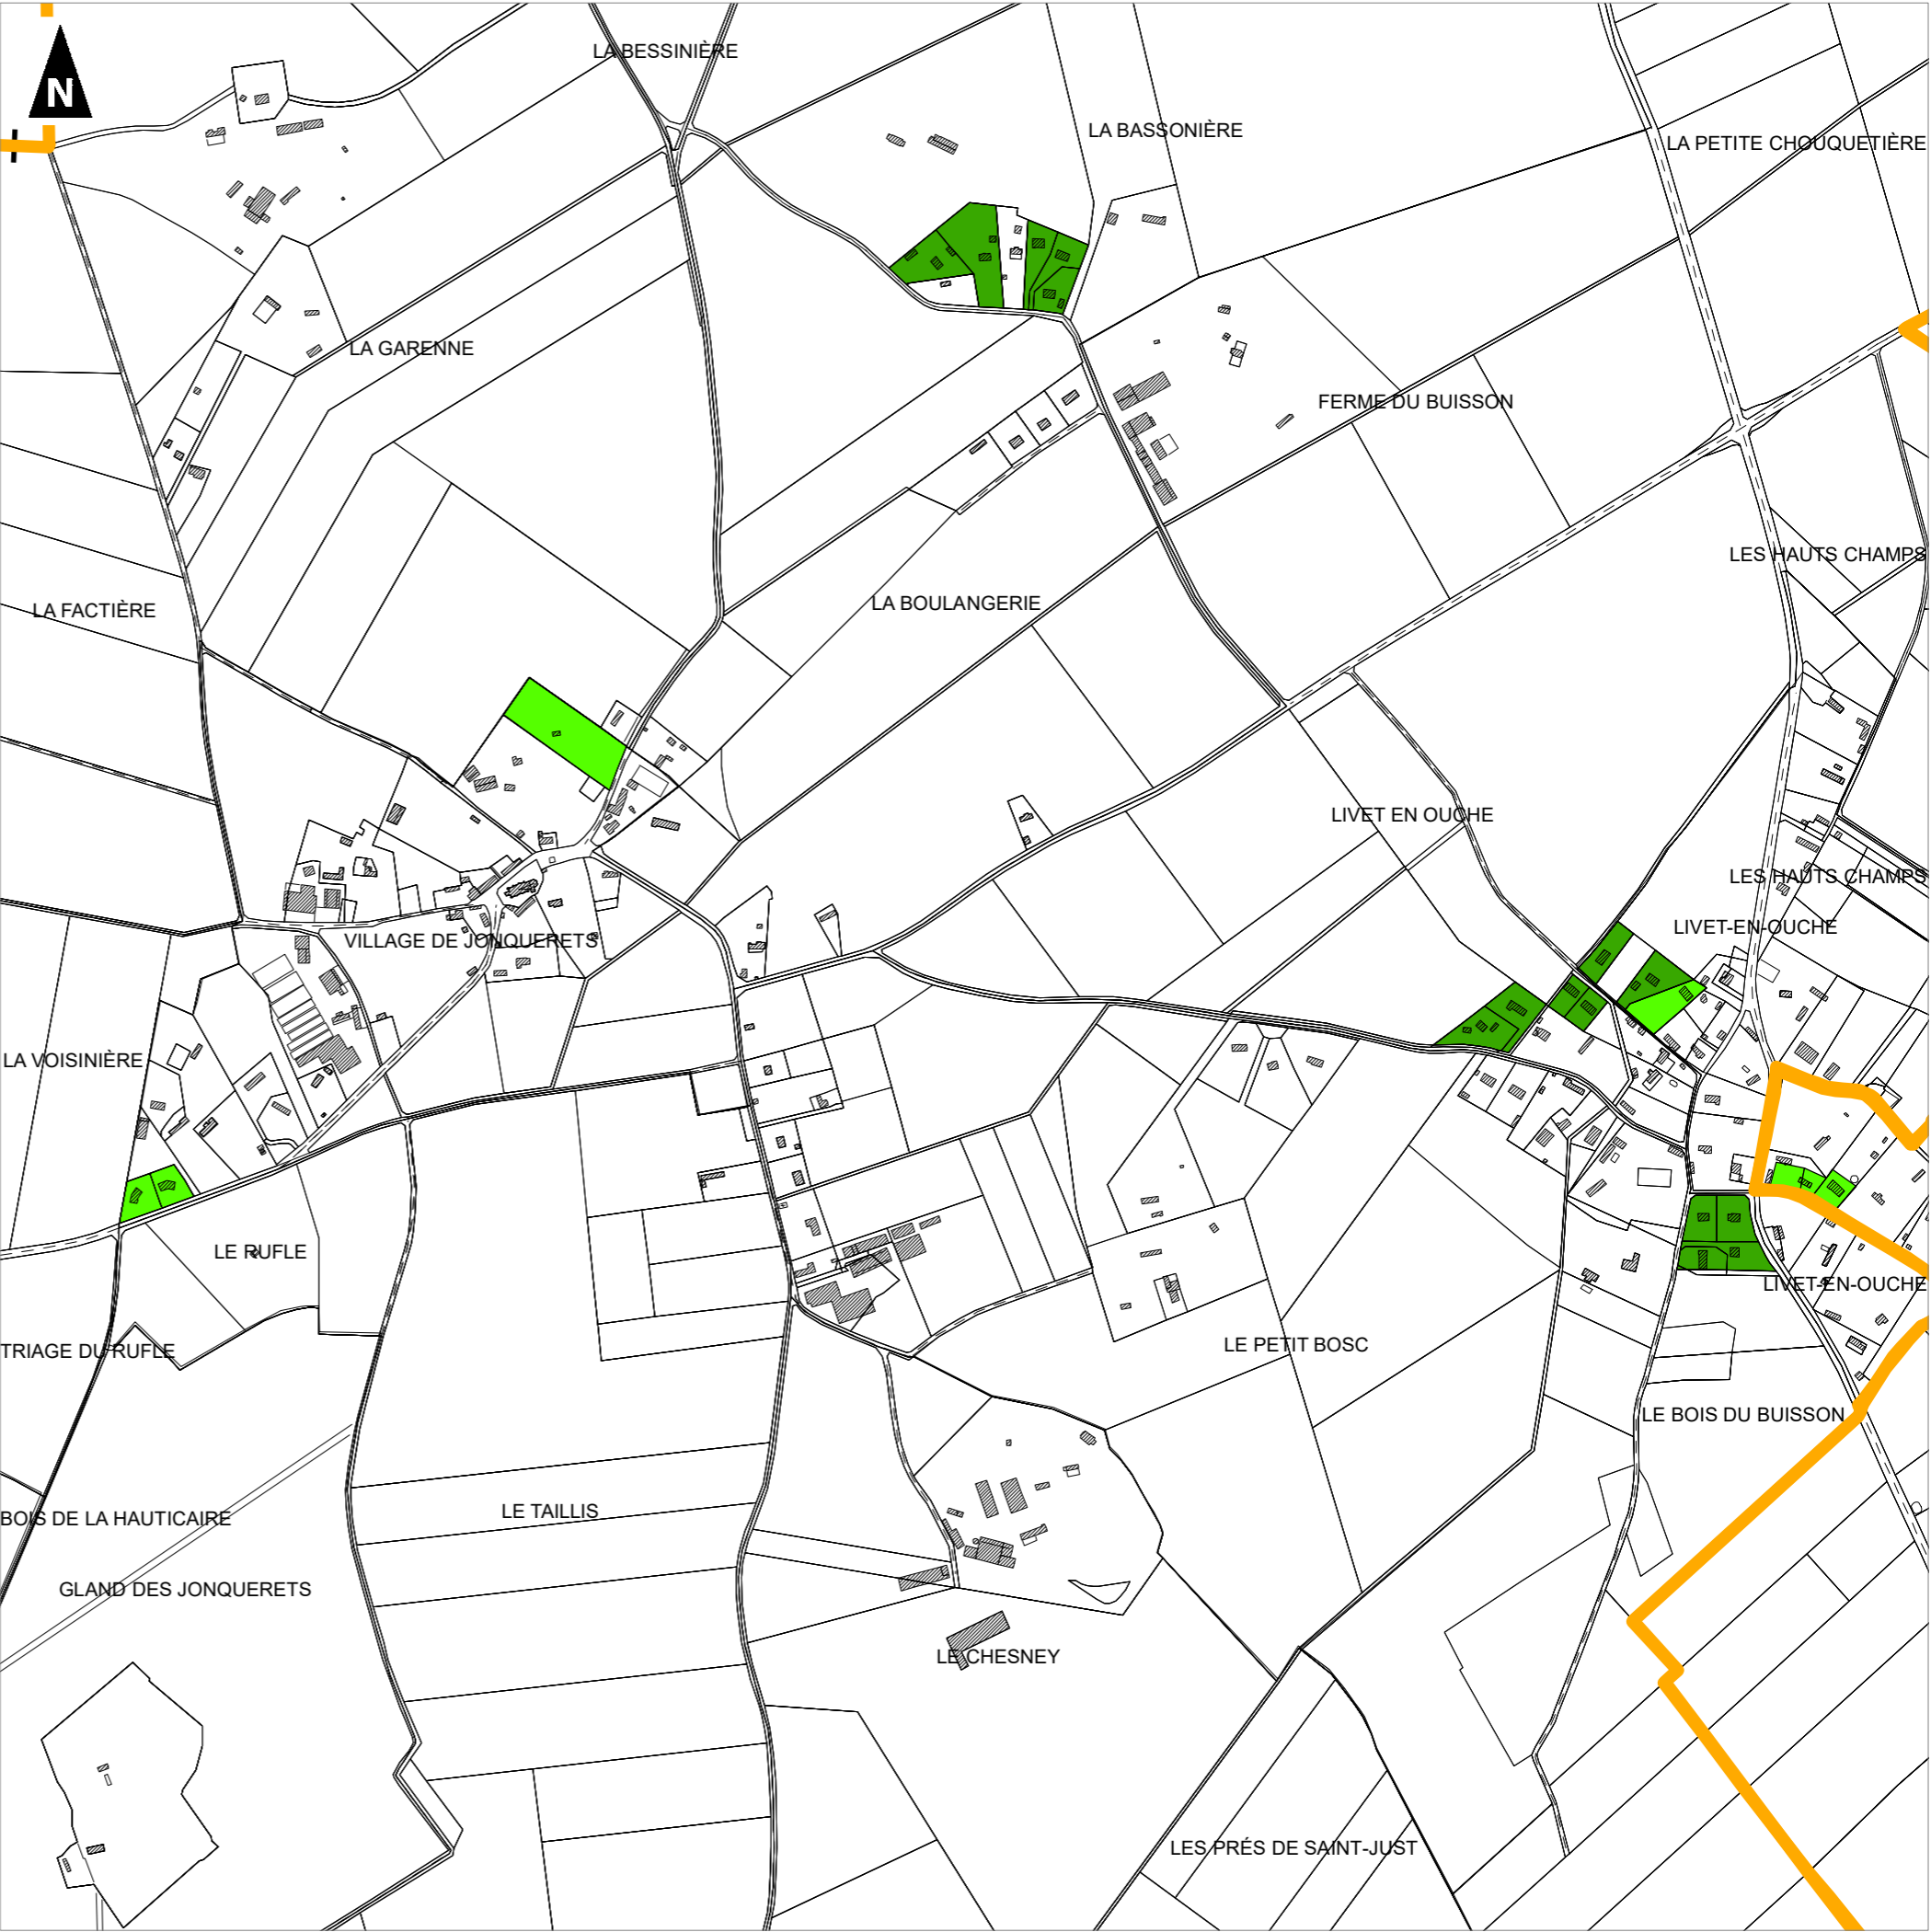 LA BESSINIÈRE
N
LA BASSONIÈRE
LA PETITE CHOUQUETIÈRE
LA GARENNE
FERME DU BUISSON
LES HAUTS CHAMPS
LA BOULANGERIE
LA FACTIÈRE
LIVET EN OUCHE
LES HAUTS CHAMPS
LIVET-EN-OUCHE
VILLAGE DE JONQUERETS
LA VOISINIÈRE
LE RUFLE
LIVET-EN-OUCHE
LE PETIT BOSC
TRIAGE DU RUFLE
LE BOIS DU BUISSON
LE TAILLIS
BOIS DE LA HAUTICAIRE
GLAND DES JONQUERETS
LE CHESNEY
LES PRÉS DE SAINT-JUST